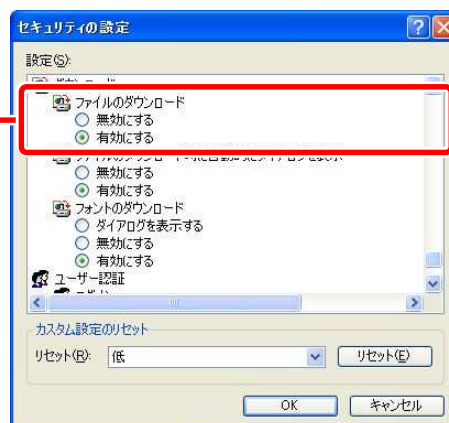 セキュリティの設定
設定(S):
ファイルのダウンロード
無効にする
有効にする
無効にする
有効にする
フォントのダウンロード
ダイアログを表示する
無効にする
有効にする
ユーザー認証
カスタム設定のリセット
リセット(R):
低
リセット(E)
OK
キャンセル